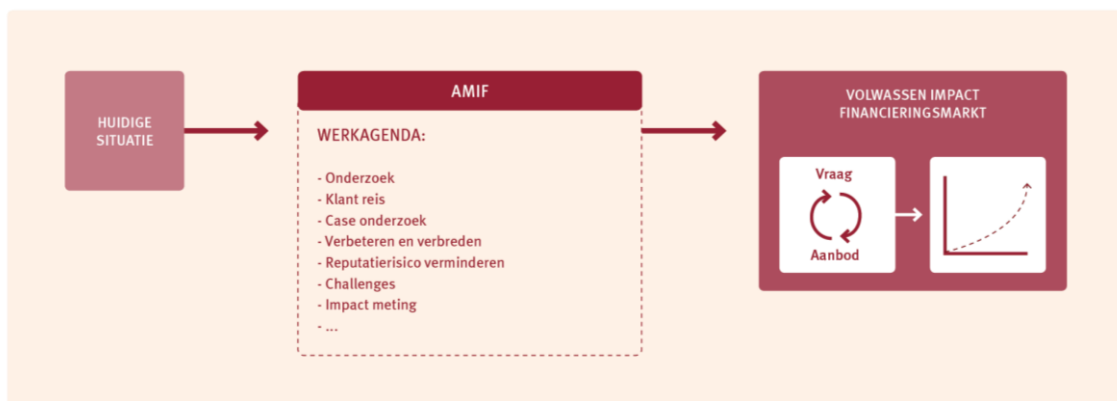 HUIDIGE
SITUATIE
AMIF
WERKAGENDA:
- Onderzoek
- Klant reis
- Case onderzoek
- Verbeteren en verbreden
- Reputatierisico verminderen
- Challenges
- Impact meting
- ...
VOLWASSEN IMPACT
FINANCIERINGSMARKT
Vraag
Aanbod